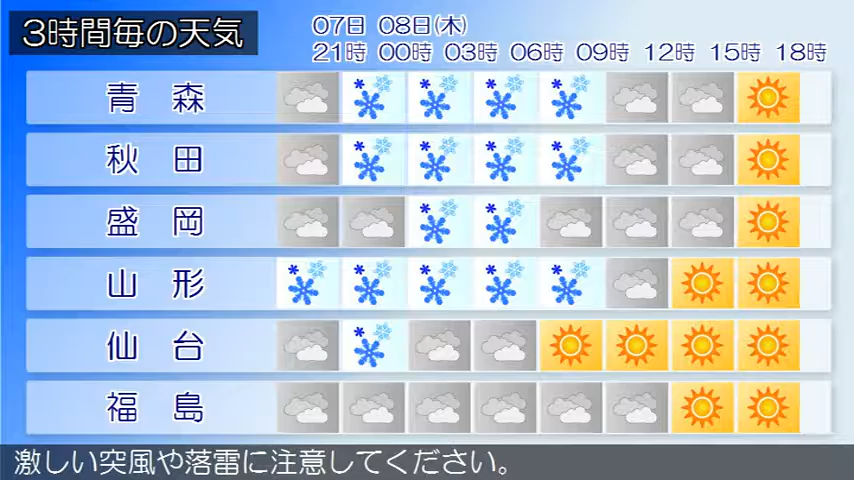 3時間毎の天気
07日 08日(木)
21時 00時 03時 06時 09時 12時 15時 18時
青 森
秋 田
盛 岡
山 形
仙 台
福 島
激しい突風や落雷に注意してください。